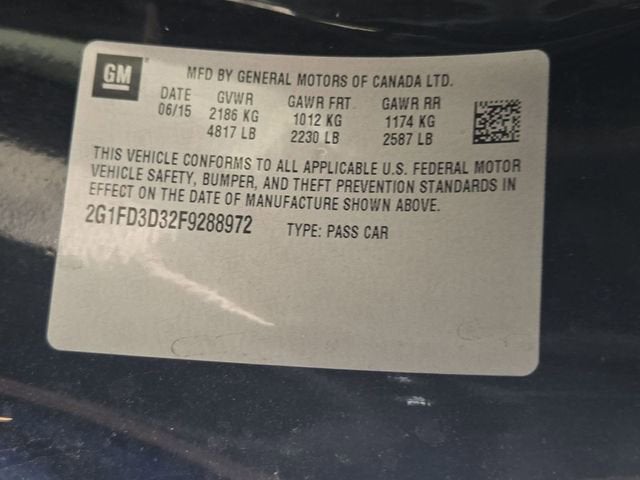 GM
MFD BY GENERAL MOTORS OF CANADA LTD.
DATE GVWR GAWR FRT GAWR RR
06/15 2186 KG 1012 KG 1174 KG
4817 LB 2230 LB 2587 LB
THIS VEHICLE CONFORMS TO ALL APPLICABLE U.S. FEDERAL MOTOR
VEHICLE SAFETY, BUMPER, AND THEFT PREVENTION STANDARDS IN
EFFECT ON THE DATE OF MANUFACTURE SHOWN ABOVE.
2G1FD3D32F9288972 TYPE: PASS CAR